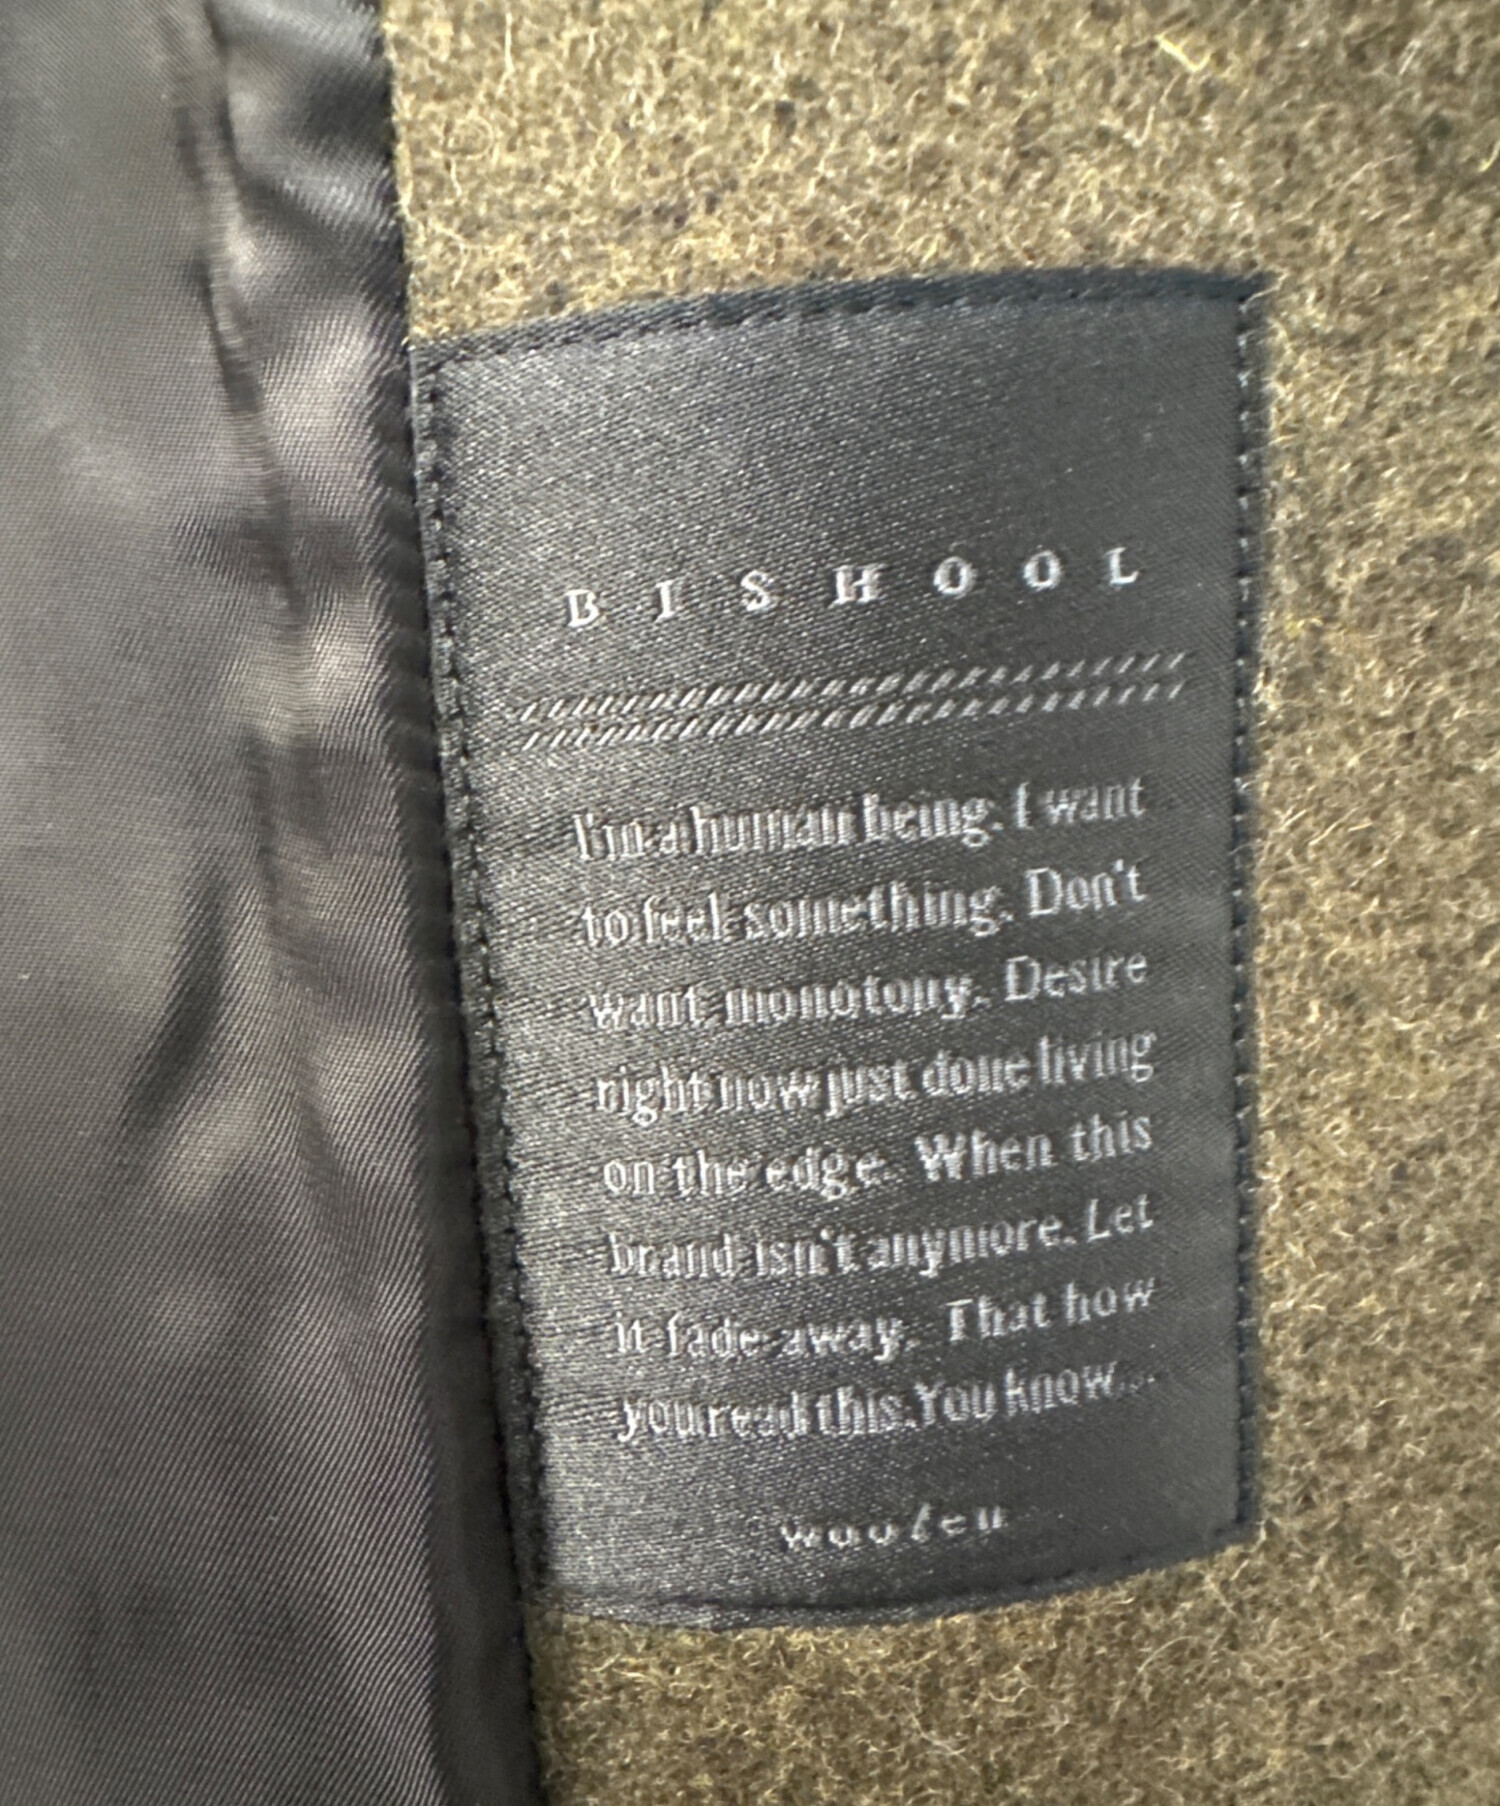 BISHOOL
I'm a human being. I want
to feel something. Don't
want monotony. Desire
right now just done living
on the edge. When this
brand isn't anymore. Let
it fade away. That how
you read this. You know...
woolen